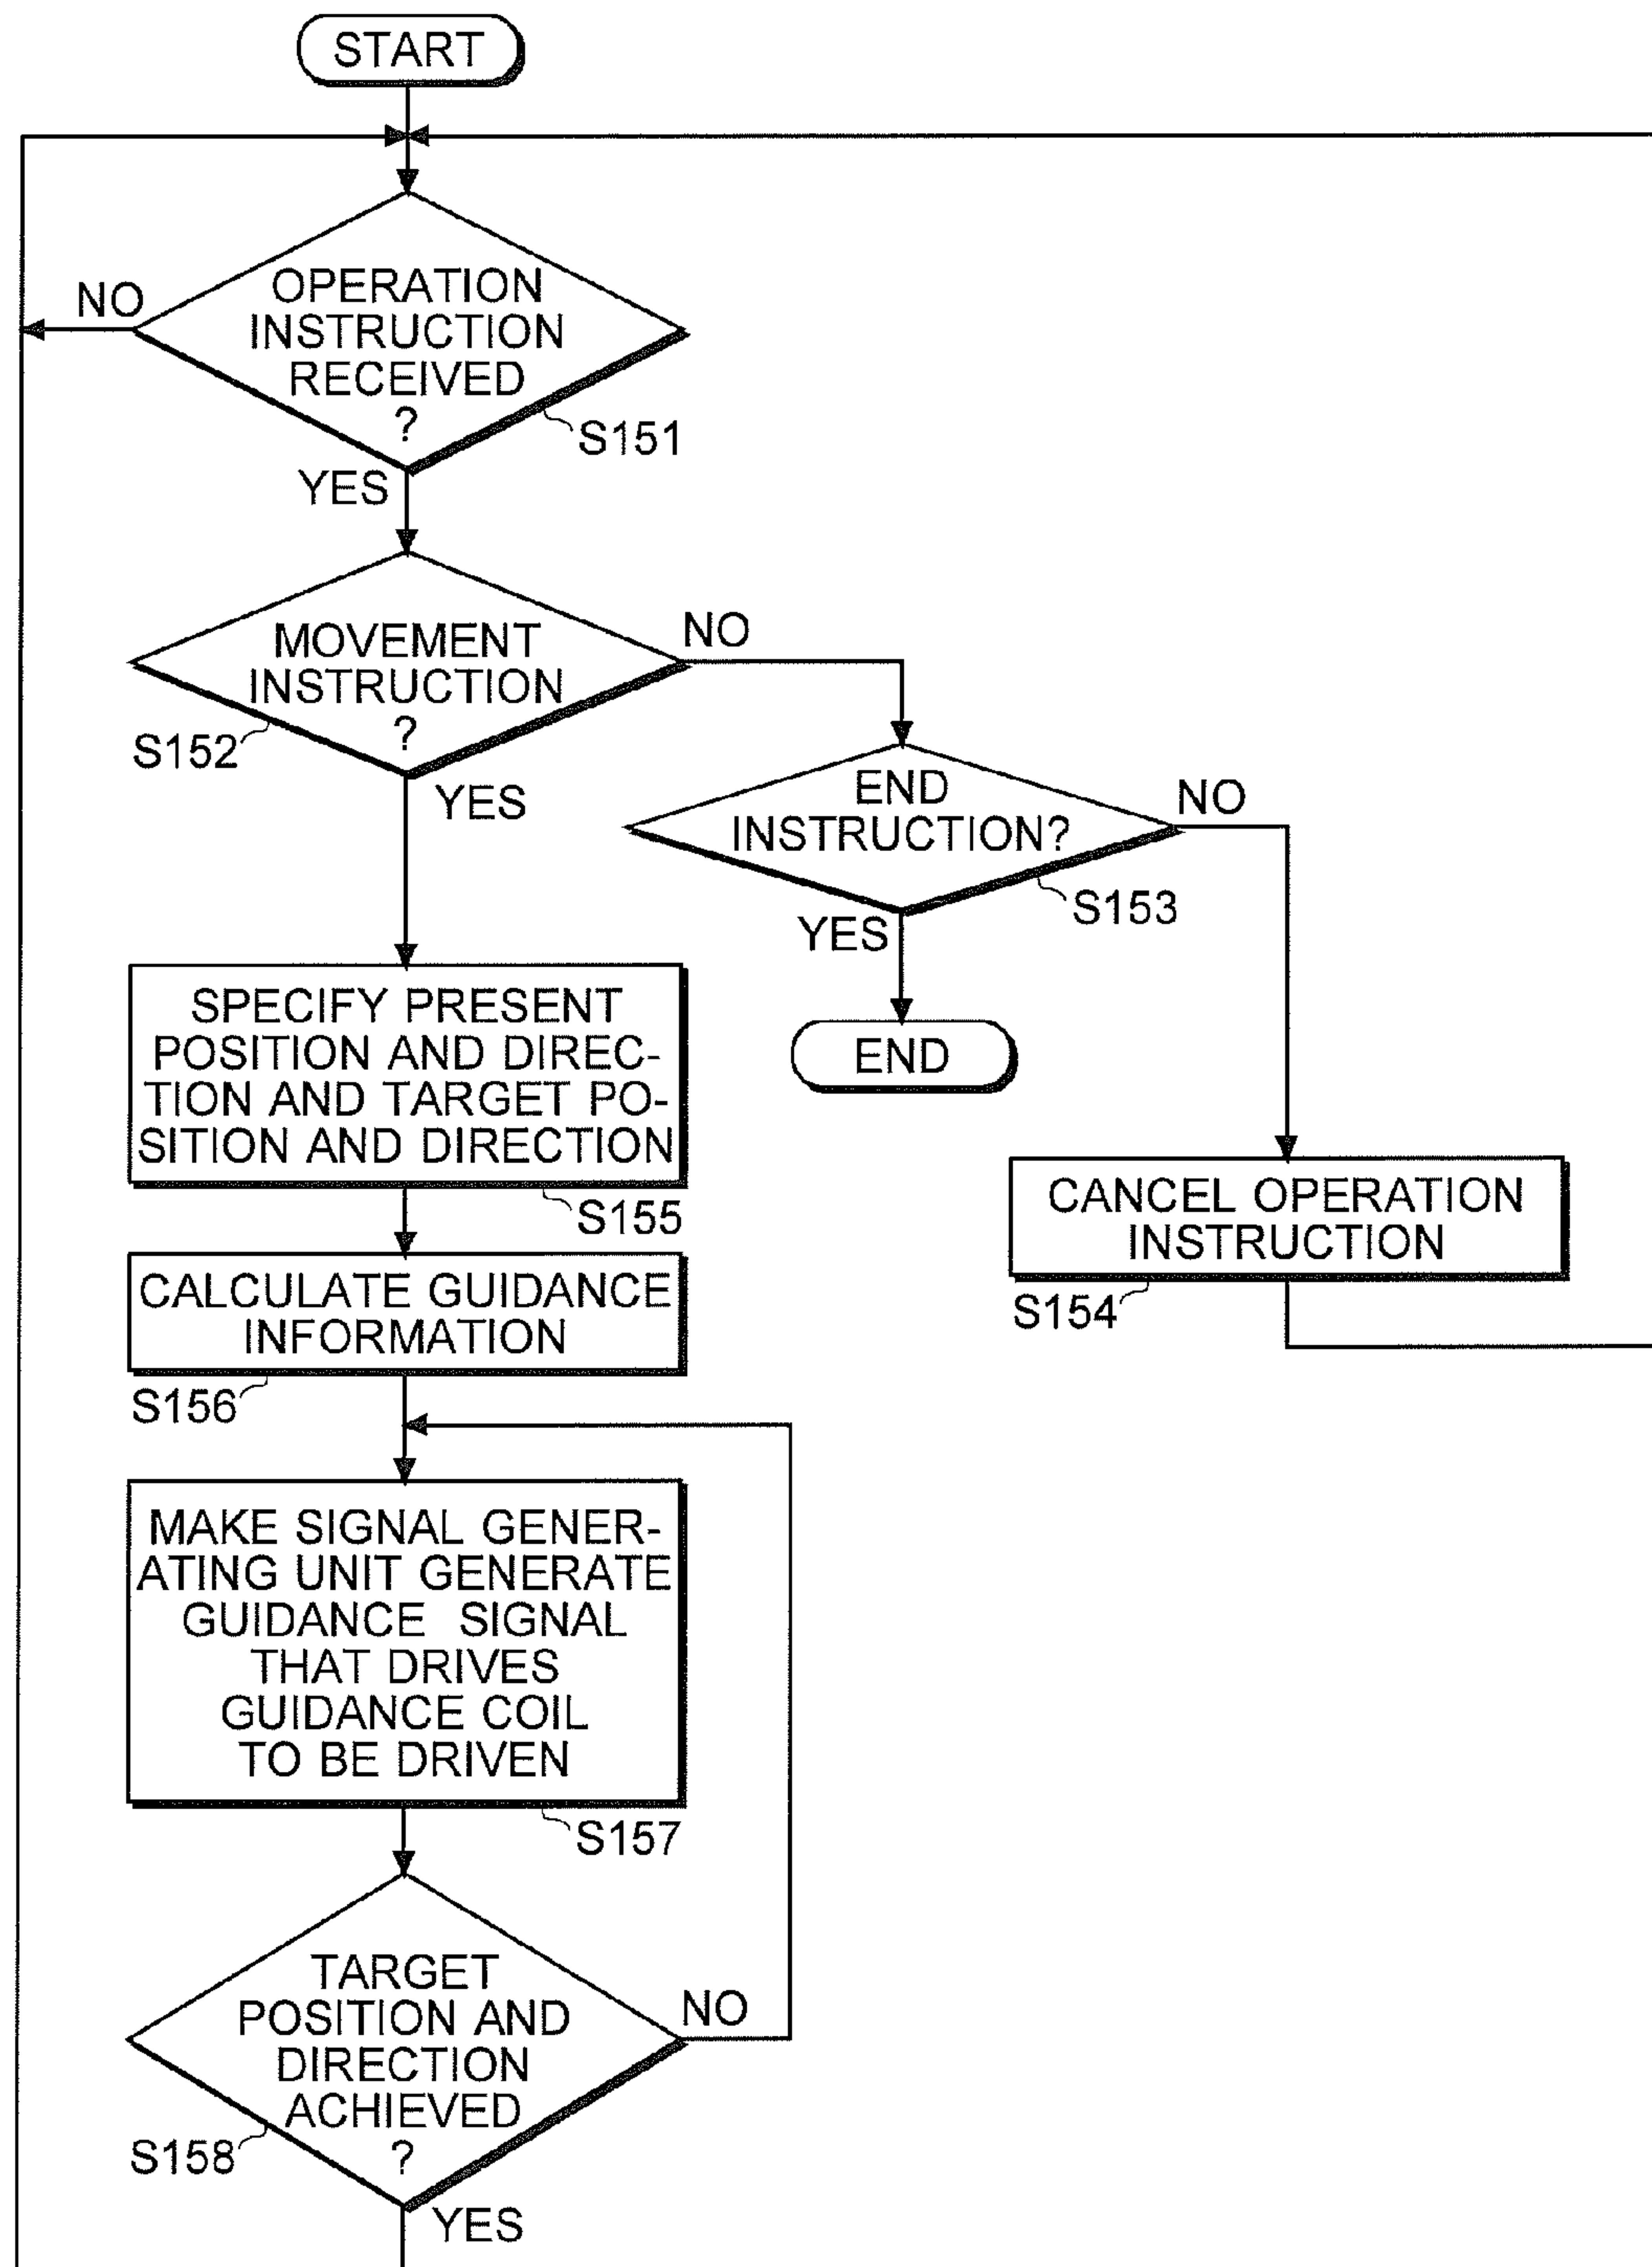 START
NO
OPERATION
INSTRUCTION
RECEIVED
?
S151
YES
MOVEMENT
INSTRUCTION
?
S152
NO
YES
END
INSTRUCTION?
NO
S153
YES
END
SPECIFY PRESENT
POSITION AND DIREC-
TION AND TARGET PO-
SITION AND DIRECTION
S155
CANCEL OPERATION
INSTRUCTION
S154
CALCULATE GUIDANCE
INFORMATION
S156
MAKE SIGNAL GENER-
ATING UNIT GENERATE
GUIDANCE SIGNAL
THAT DRIVES
GUIDANCE COIL
TO BE DRIVEN
S157
TARGET
POSITION AND
DIRECTION
ACHIEVED
?
NO
S158
YES